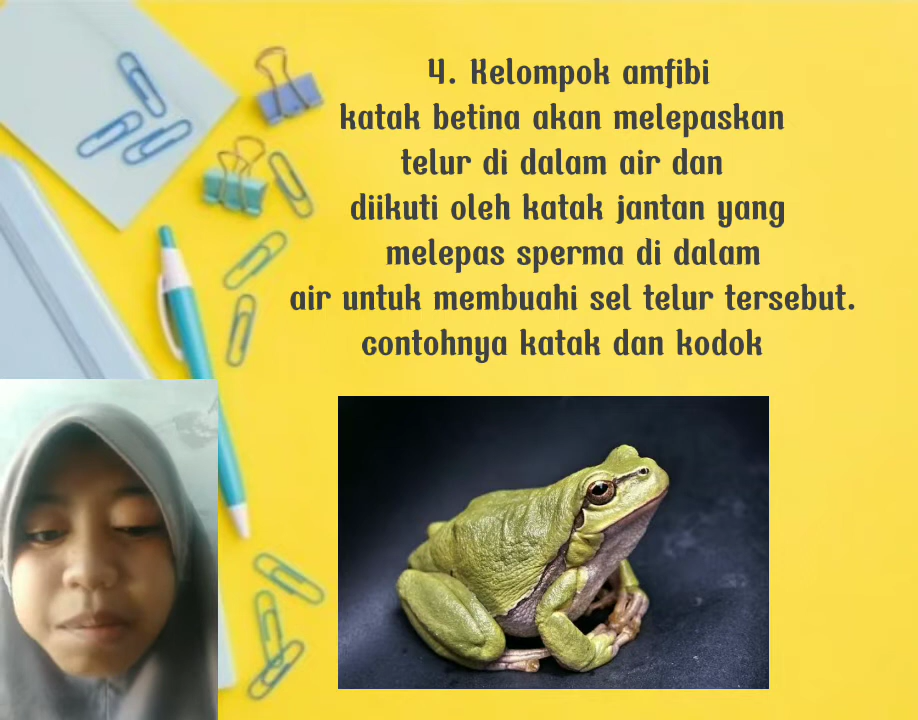 4. Kelompok amfibi
katak betina akan melepaskan
telur di dalam air dan
diikuti oleh katak jantan yang
melepas sperma di dalam
air untuk membuahi sel telur tersebut.
contohnya katak dan kodok